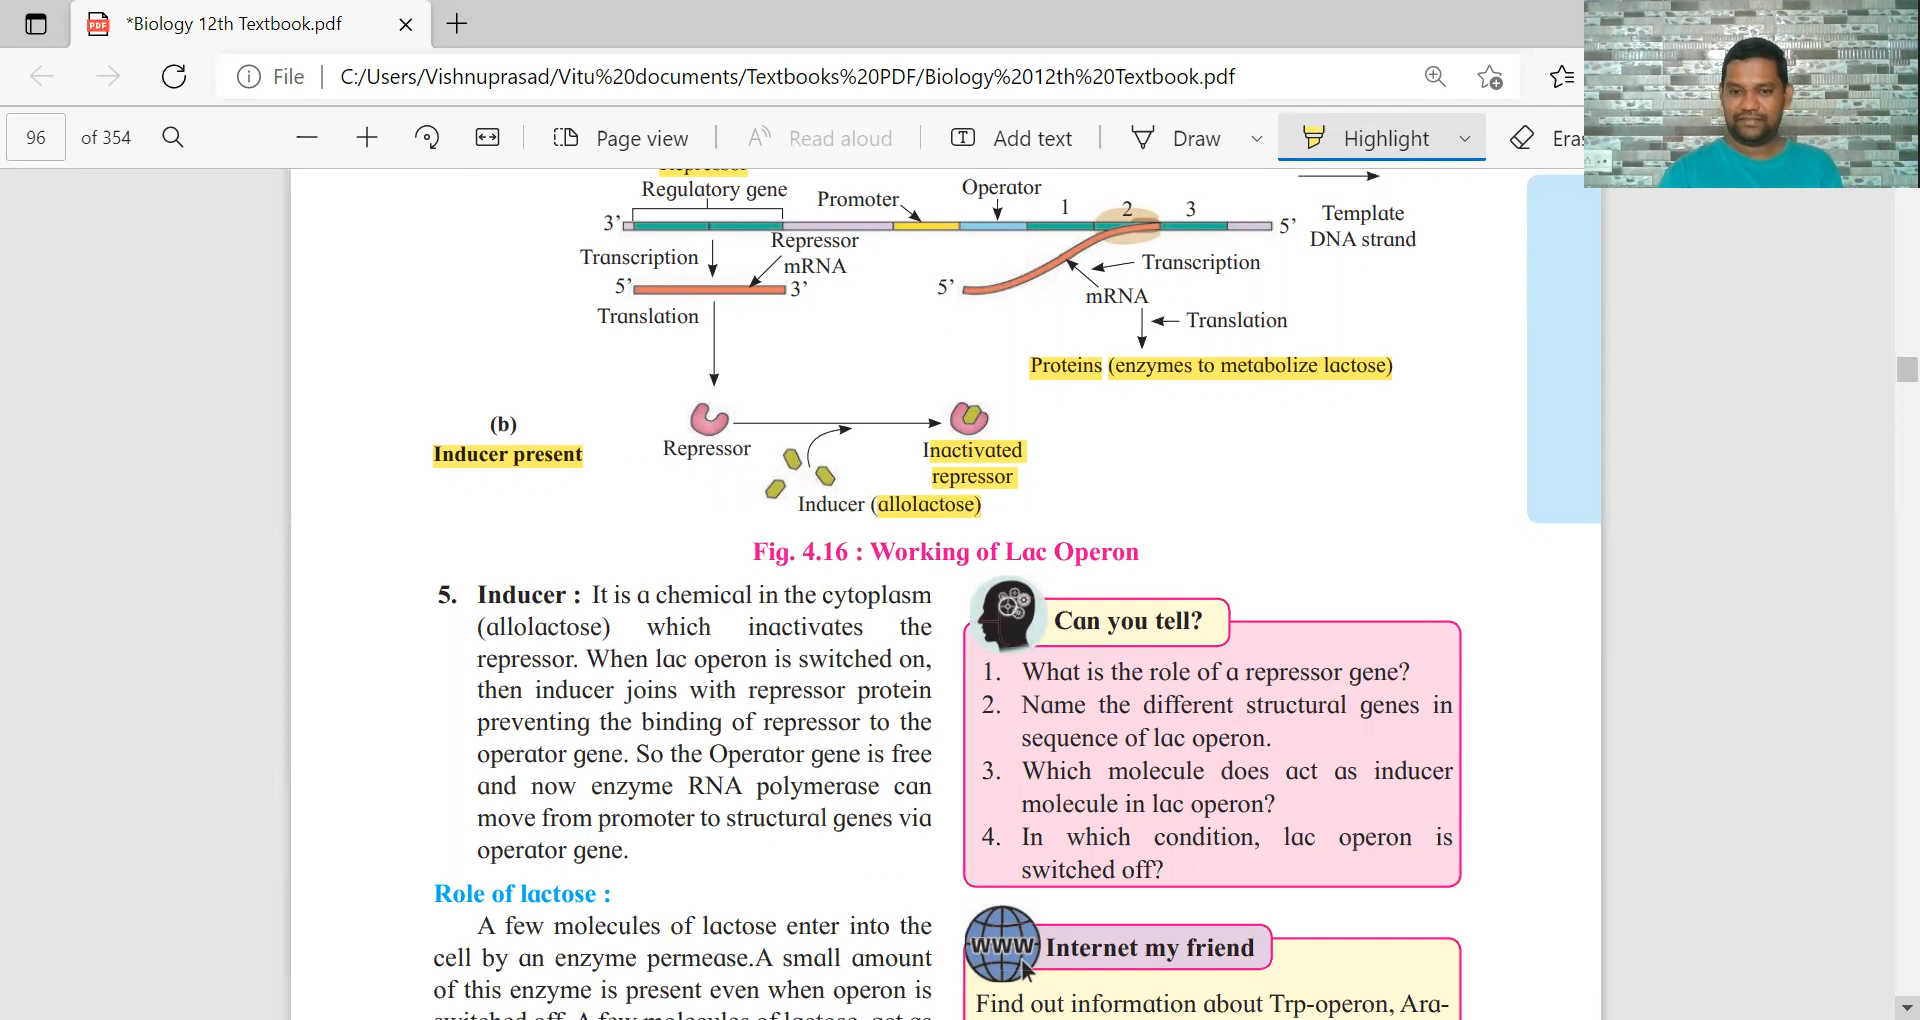 *Biology 12th Textbook.pdf
File
C:/Users/Vishnuprasad/Vitu%20documents/Textbooks%20PDF/Biology%2012th%20Textbook.pdf
96 of 354
Page view
Read aloud
Add text
Draw
Highlight
Regulatory gene
Promoter
Operator
1 2 3
3’ 5’
Template
DNA strand
Transcription
Repressor
mRNA
5’ 3’
Translation
5’
Transcription
mRNA
Translation
Proteins (enzymes to metabolize lactose)
(b)
Inducer present
Repressor
Inactivated
repressor
Inducer (allolactose)
Fig. 4.16 : Working of Lac Operon
5. Inducer : It is a chemical in the cytoplasm
(allolactose) which inactivates the
repressor. When lac operon is switched on,
then inducer joins with repressor protein
preventing the binding of repressor to the
operator gene. So the Operator gene is free
and now enzyme RNA polymerase can
move from promoter to structural genes via
operator gene.
Role of lactose :
A few molecules of lactose enter into the
cell by an enzyme permease.A small amount
of this enzyme is present even when operon is
Can you tell?
1. What is the role of a repressor gene?
2. Name the different structural genes in
sequence of lac operon.
3. Which molecule does act as inducer
molecule in lac operon?
4. In which condition, lac operon is
switched off?
www
Internet my friend
Find out information about Trp-operon, Ara-